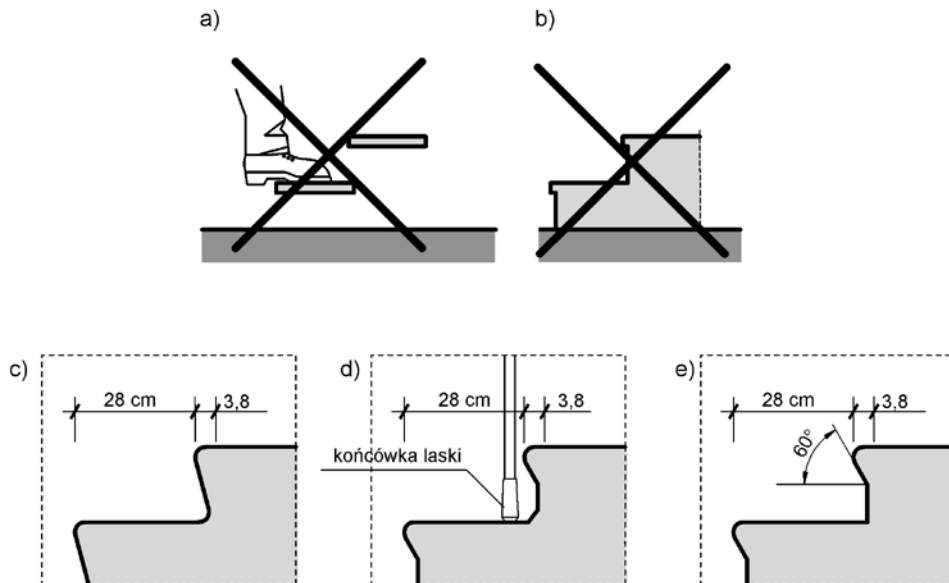 a)
b)
c)
28 cm
3,8
d)
28 cm
3,8
końcówka laski
e)
28 cm
3,8
60°